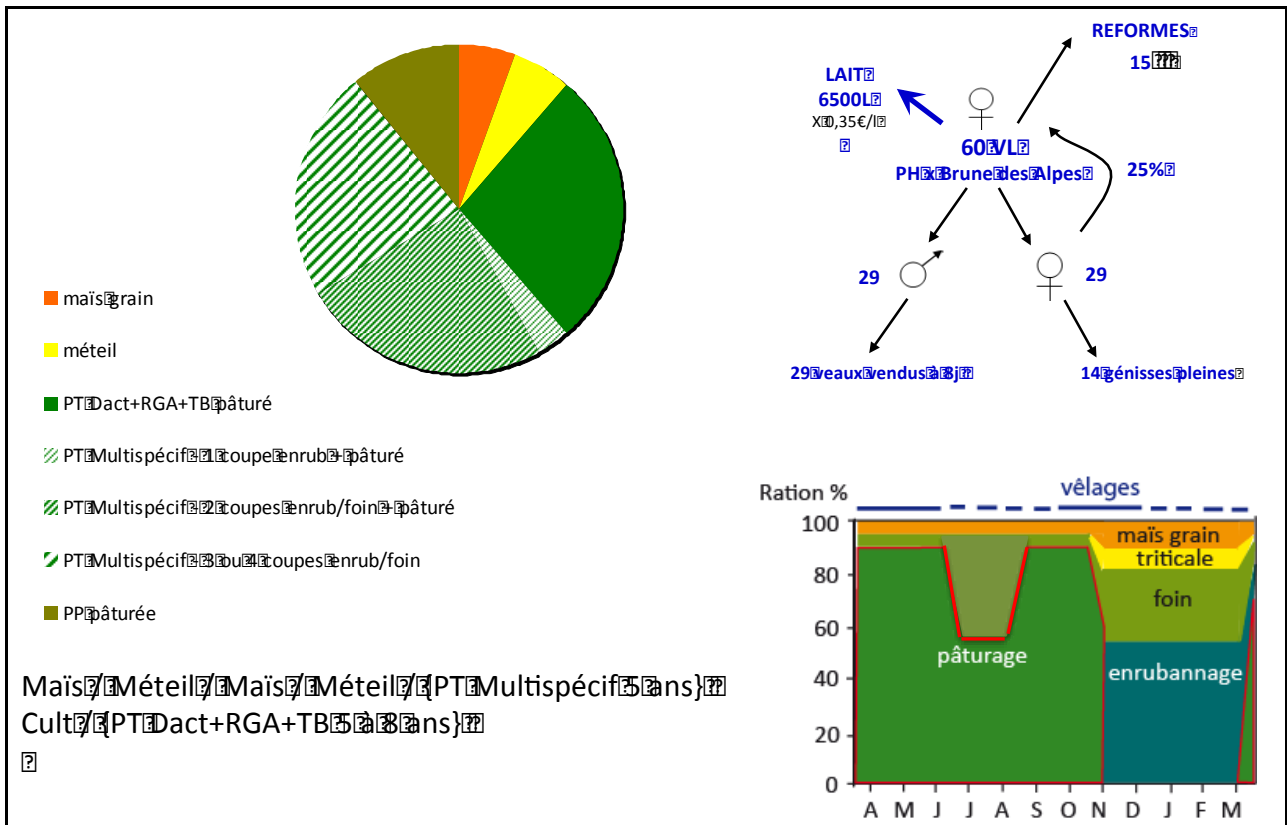 maïs grain
méteil
PT Dact+RGA+TB pâturé
PT Multispécif - 1 coupe enrub + pâturé
PT Multispécif - 2 coupes enrub/foin + pâturé
PT Multispécif - 3 ou 4 coupes enrub/foin
PP pâturée
Maïs / Méteil / Maïs / Méteil / {PT Multispécif 5 ans}
Cult / {PT Dact+RGA+TB 5 à 8 ans}
REFORMES
15
LAIT
6500L
X 0,35€/l
60 VL
PH x Brune des Alpes
25%
29
29
29 veaux vendus à 8j
14 génisses pleines
Ration %
vêlages
100
80
60
40
20
0
maïs grain
triticale
foin
pâturage
enrubannage
A M J J A S O N D J F M